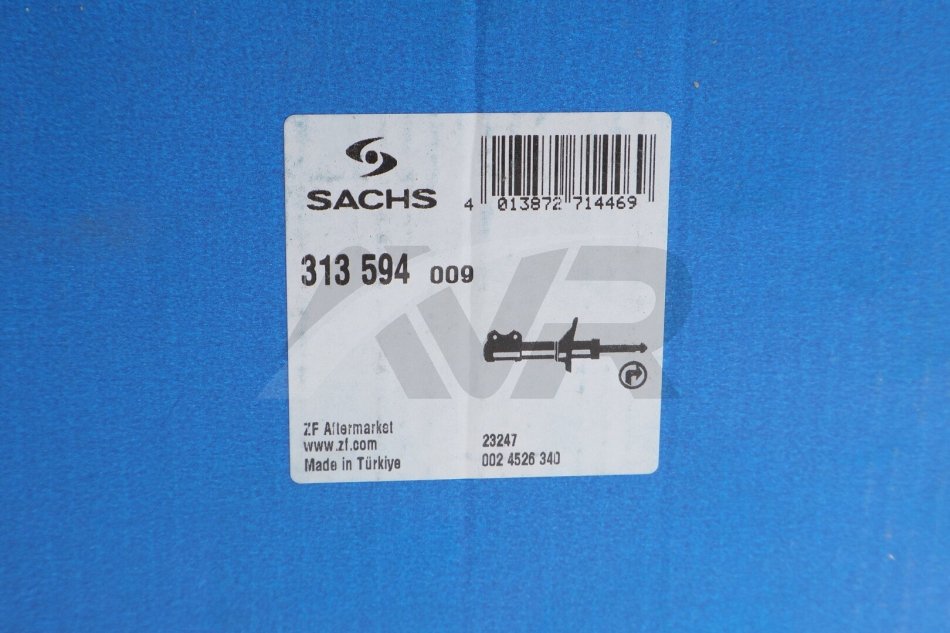 SACHS
4 013872 714469
313 594 009
ZF Aftermarket
www.zf.com
Made in Türkiye
23247
002 4526 340
AVR